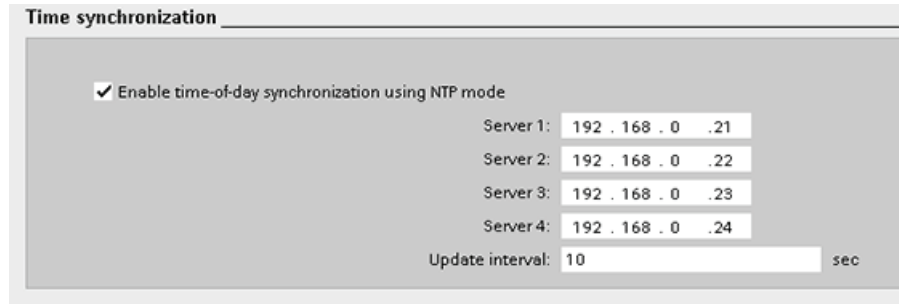 Time synchronization
Enable time-of-day synchronization using NTP mode
Server 1: 192 . 168 . 0 .21
Server 2: 192 . 168 . 0 .22
Server 3: 192 . 168 . 0 .23
Server 4: 192 . 168 . 0 .24
Update interval: 10 sec